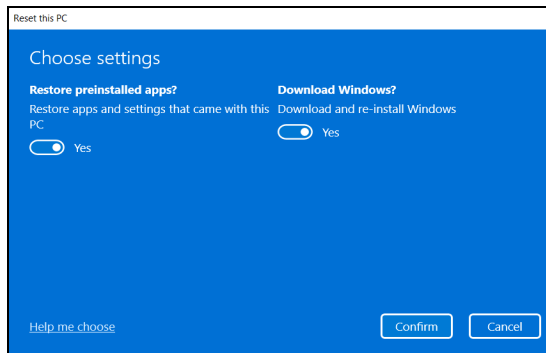 Reset this PC
Choose settings
Restore preinstalled apps?
Restore apps and settings that came with this
PC
Yes
Download Windows?
Download and re-install Windows
Yes
Help me choose
Confirm
Cancel